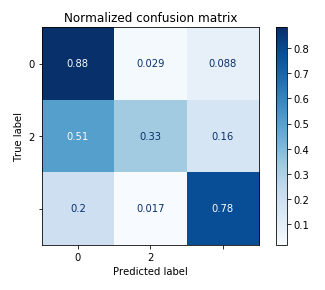 Normalized confusion matrix
0.88 0.029 0.088
0.51 0.33 0.16
0.2 0.017 0.78
0
2
True label
0 2
Predicted label
0.8
0.7
0.6
0.5
0.4
0.3
0.2
0.1